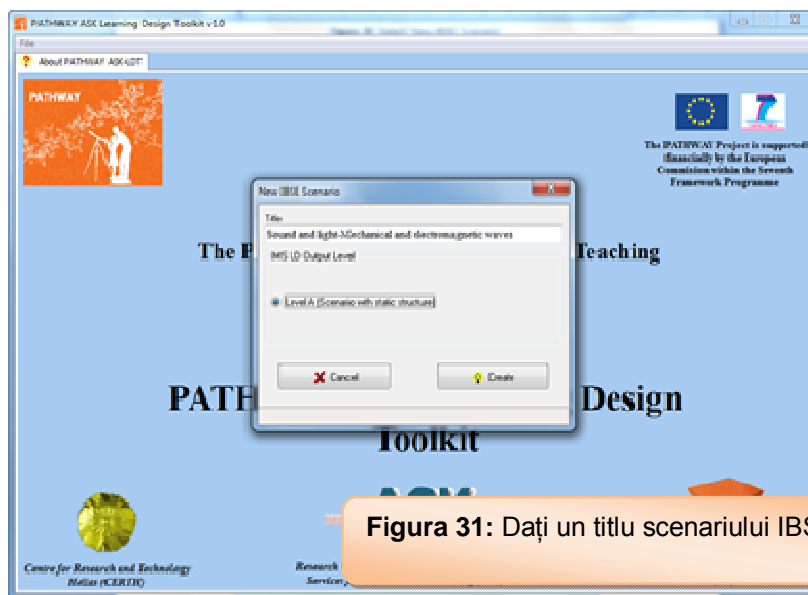 PATHWAY ASK Learning Design Toolkit v1.0
File
About PATHWAY ASK-LDT
PATHWAY
The PATHWAY Project is supported
financially by the European
Commission within the Seventh
Framework Programme
New IBSE Scenario
Title:
Sound and light-Mechanical and electromagnetic waves
IMS LD Output Level
Level A (Scenario with static structure)
Cancel
Create
The P
Teaching
PATH
Design
Toolkit
ASK
Figura 31: Dați un titlu scenariului IBS
Centre for Research and Technology
Hellas (CERTH)
Research
Services